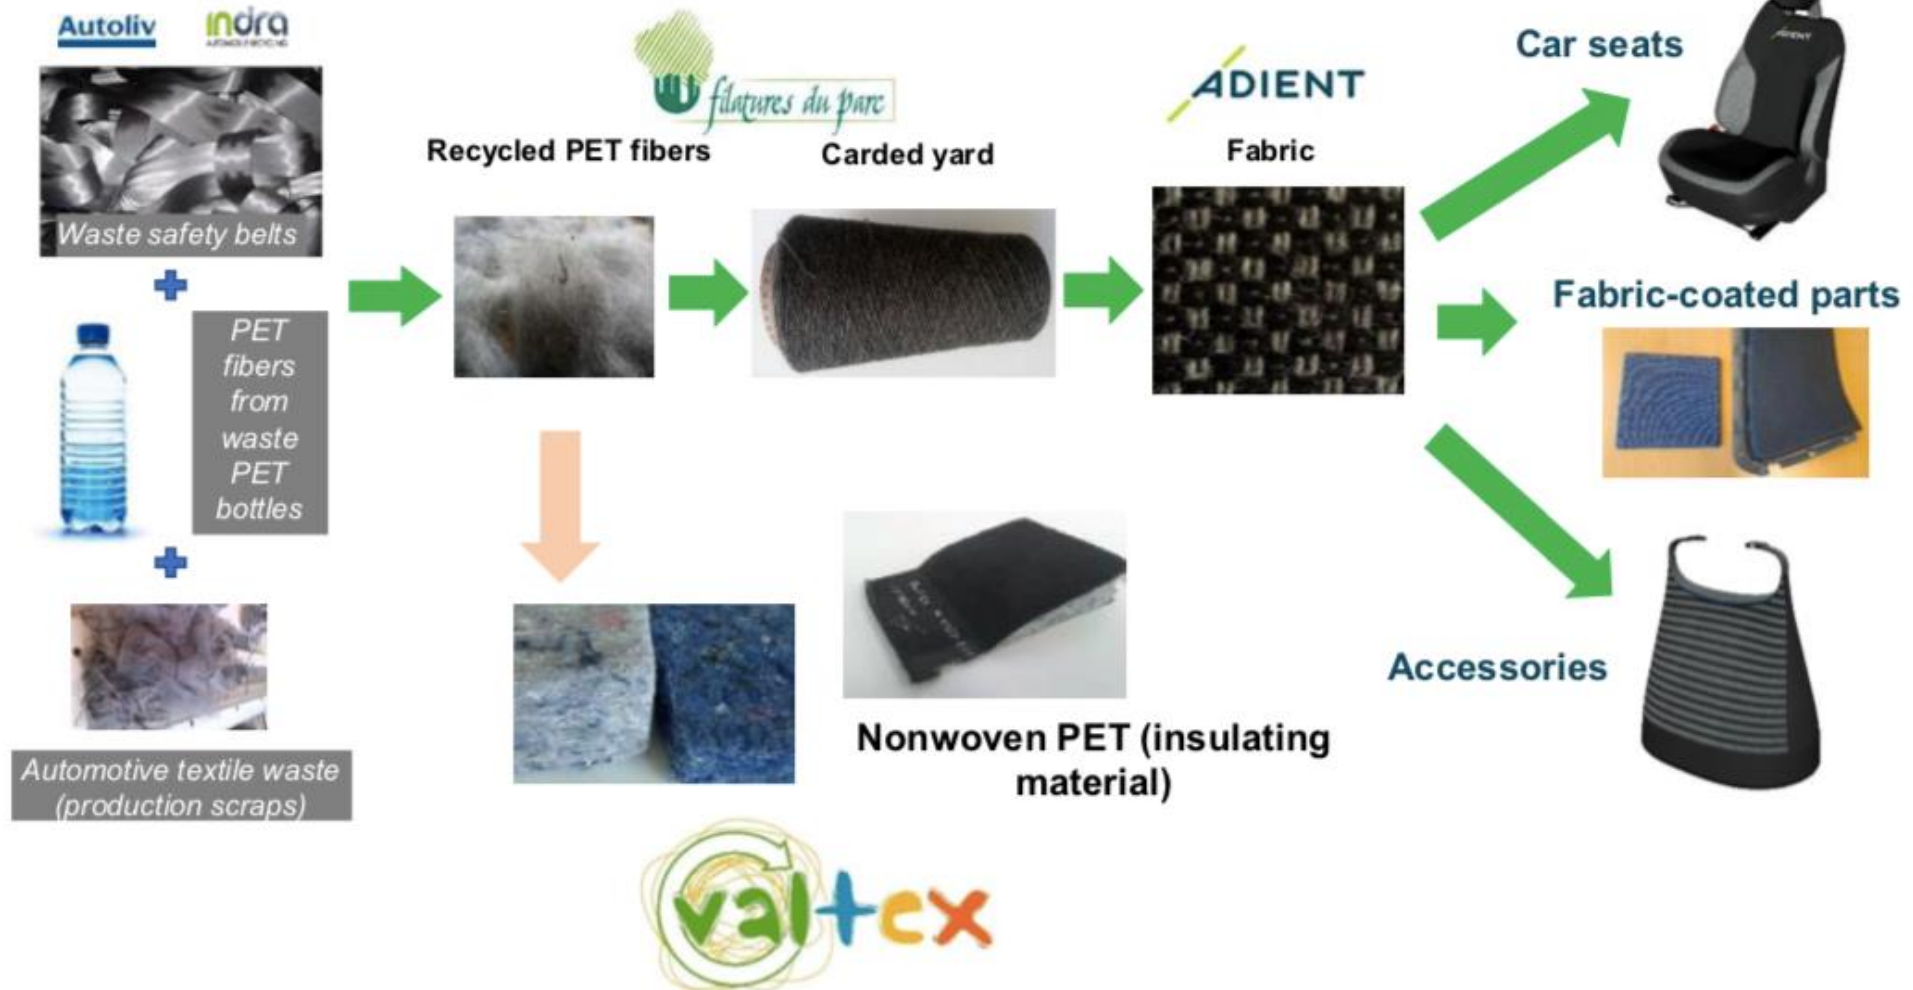 Autoliv
indra
Waste safety belts
PET
fibers
from
waste
PET
bottles
Automotive textile waste
(production scraps)
filatures du parc
Recycled PET fibers
Carded yard
ADIENT
Fabric
Car seats
ADIENT
Fabric-coated parts
Accessories
Nonwoven PET (insulating
material)
valtex